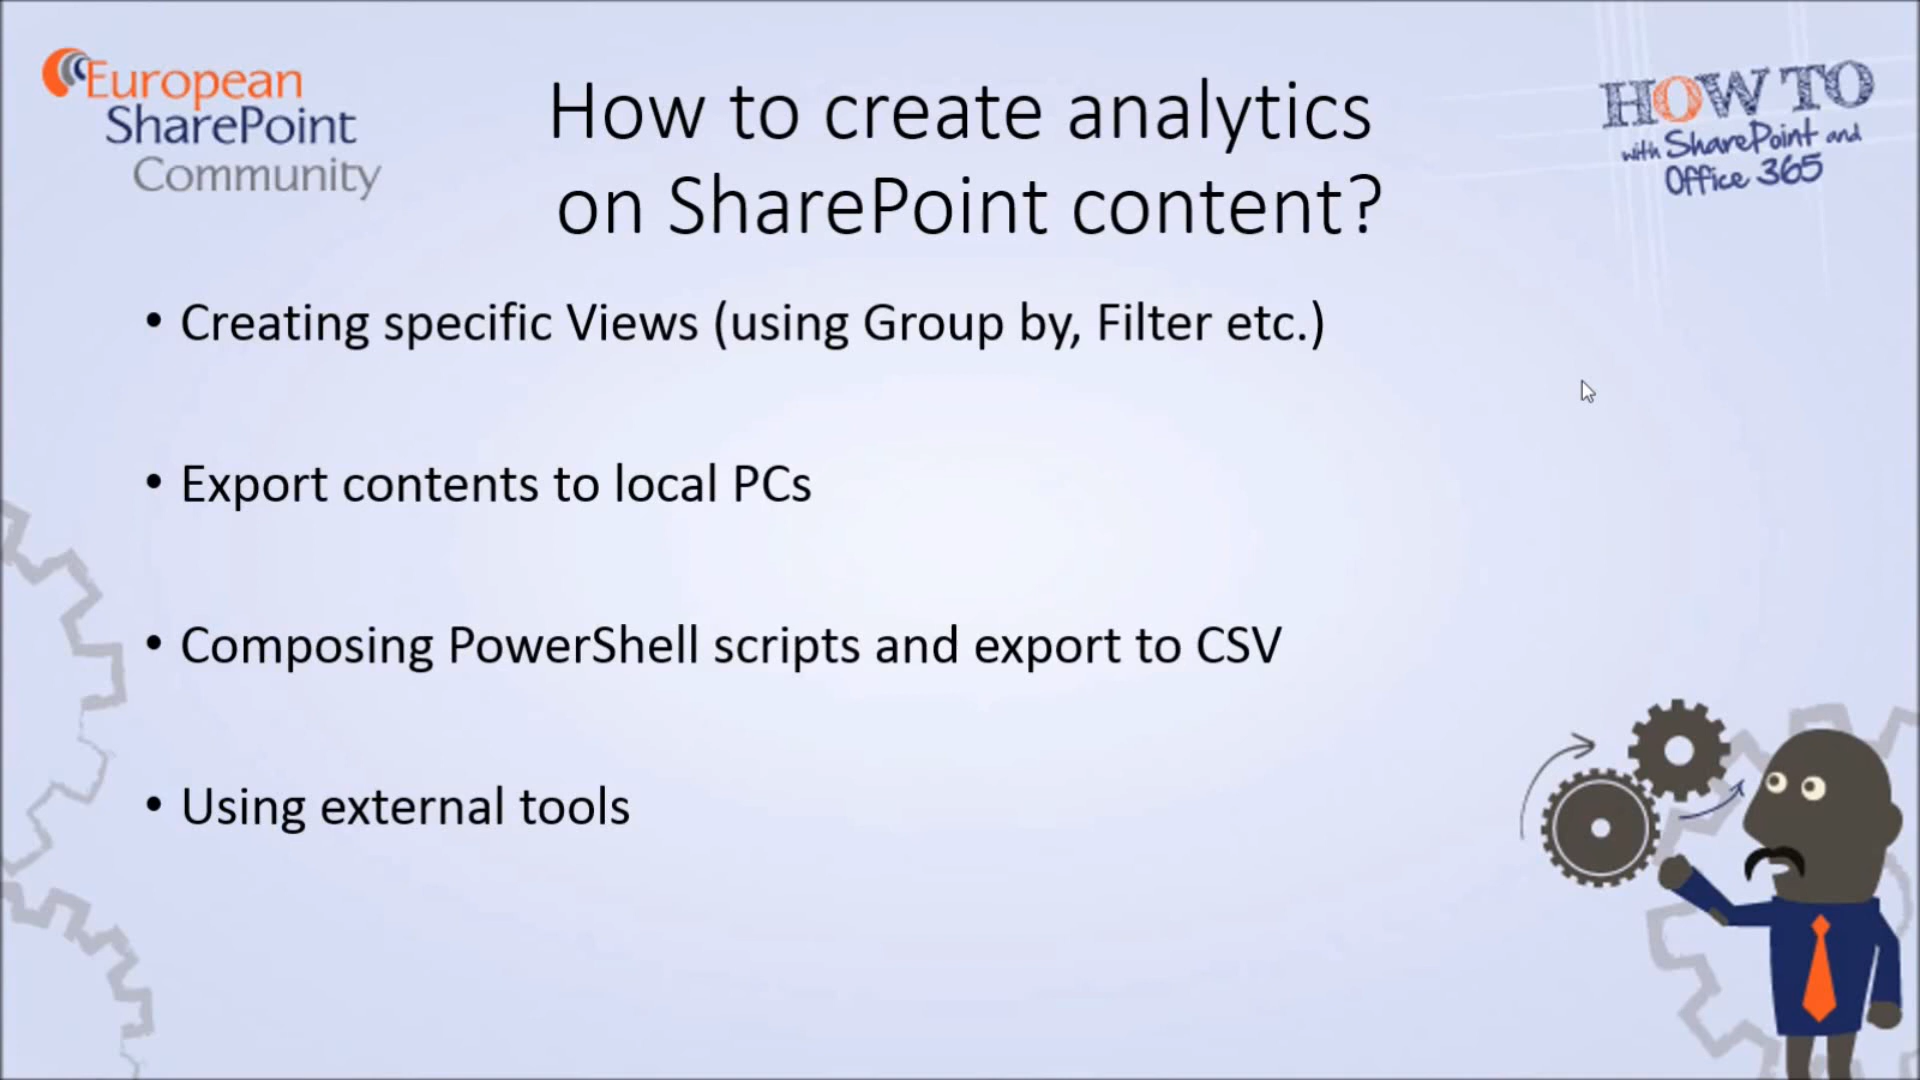 European
SharePoint
Community
How to create analytics
on SharePoint content?
HOW TO
with SharePoint and
Office 365
• Creating specific Views (using Group by, Filter etc.)
• Export contents to local PCs
• Composing PowerShell scripts and export to CSV
• Using external tools